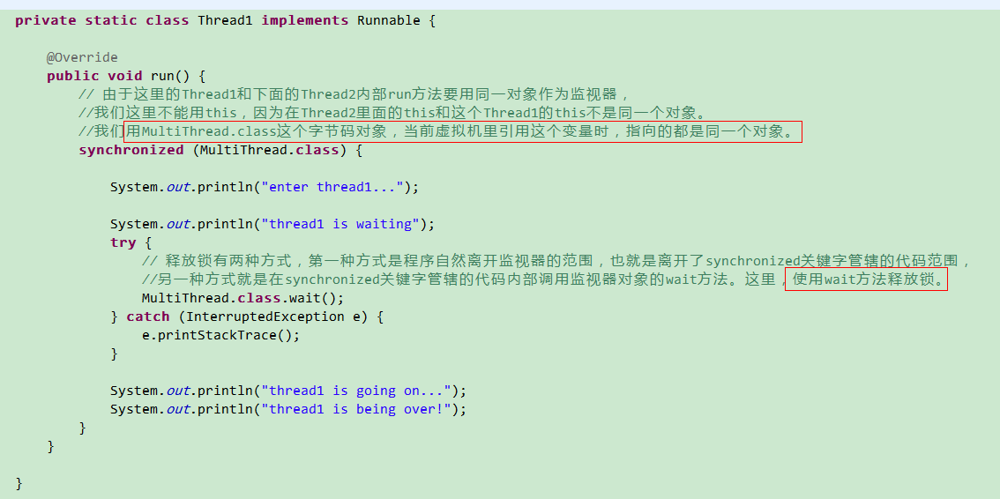 private static class Thread1 implements Runnable {
@Override
public void run() {
// 由于这里的Thread1和下面的Thread2内部run方法要用同一对象作为监视器，
//我们这里不能用this，因为在Thread2里面的this和这个Thread1的this不是同一个对象。
//我们用MultiThread.class这个字节码对象，当前虚拟机里引用这个变量时，指向的都是同一个对象。
synchronized (MultiThread.class) {
System.out.println("enter thread1...");
System.out.println("thread1 is waiting");
try {
// 释放锁有两种方式，第一种方式是程序自然离开监视器的范围，也就是离开了synchronized关键字管辖的代码范围，
//另一种方式就是在synchronized关键字管辖的代码内部调用监视器对象的wait方法。这里，使用wait方法释放锁。
MultiThread.class.wait();
} catch (InterruptedException e) {
e.printStackTrace();
}
System.out.println("thread1 is going on...");
System.out.println("thread1 is being over!");
}
}
}